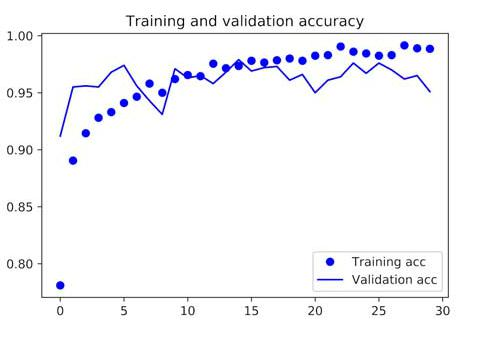 Training and validation accuracy
1.00
0.95
0.90
0.85
0.80
Training acc
Validation acc
0 5 10 15 20 25 30